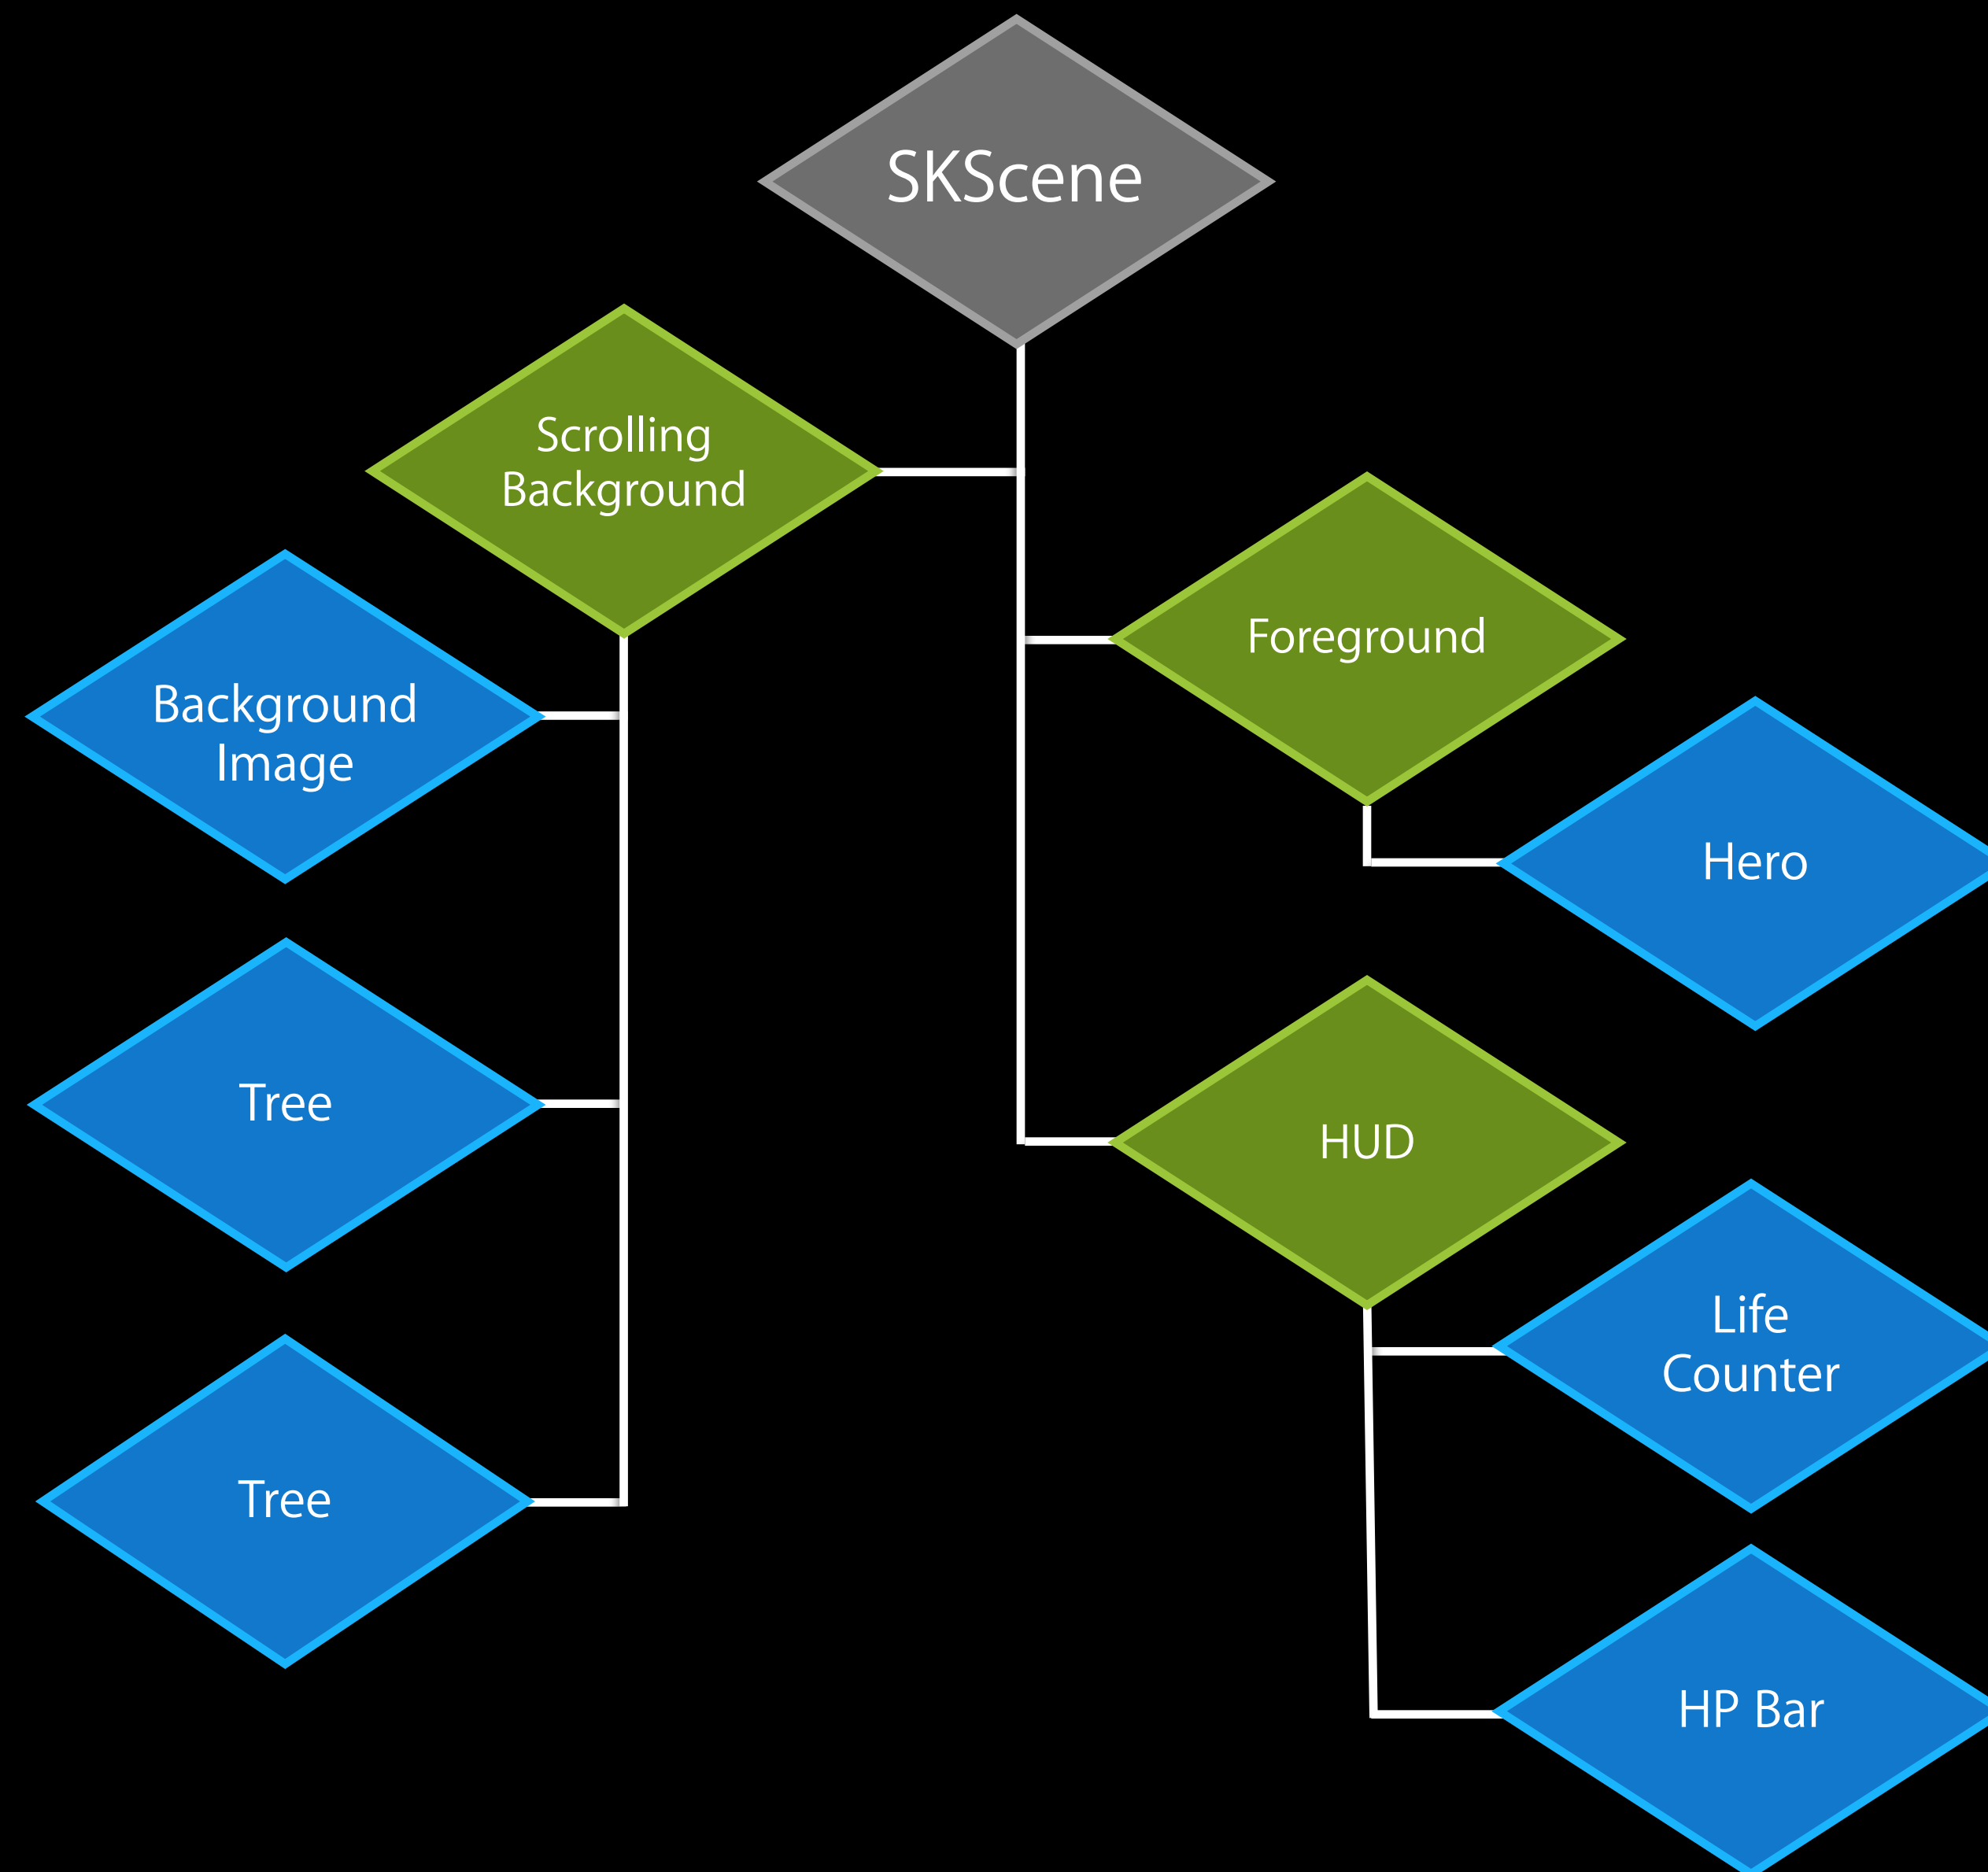 SKScene
Scrolling
Background
Foreground
Background
Image
Hero
Tree
HUD
Life
Counter
Tree
HP Bar